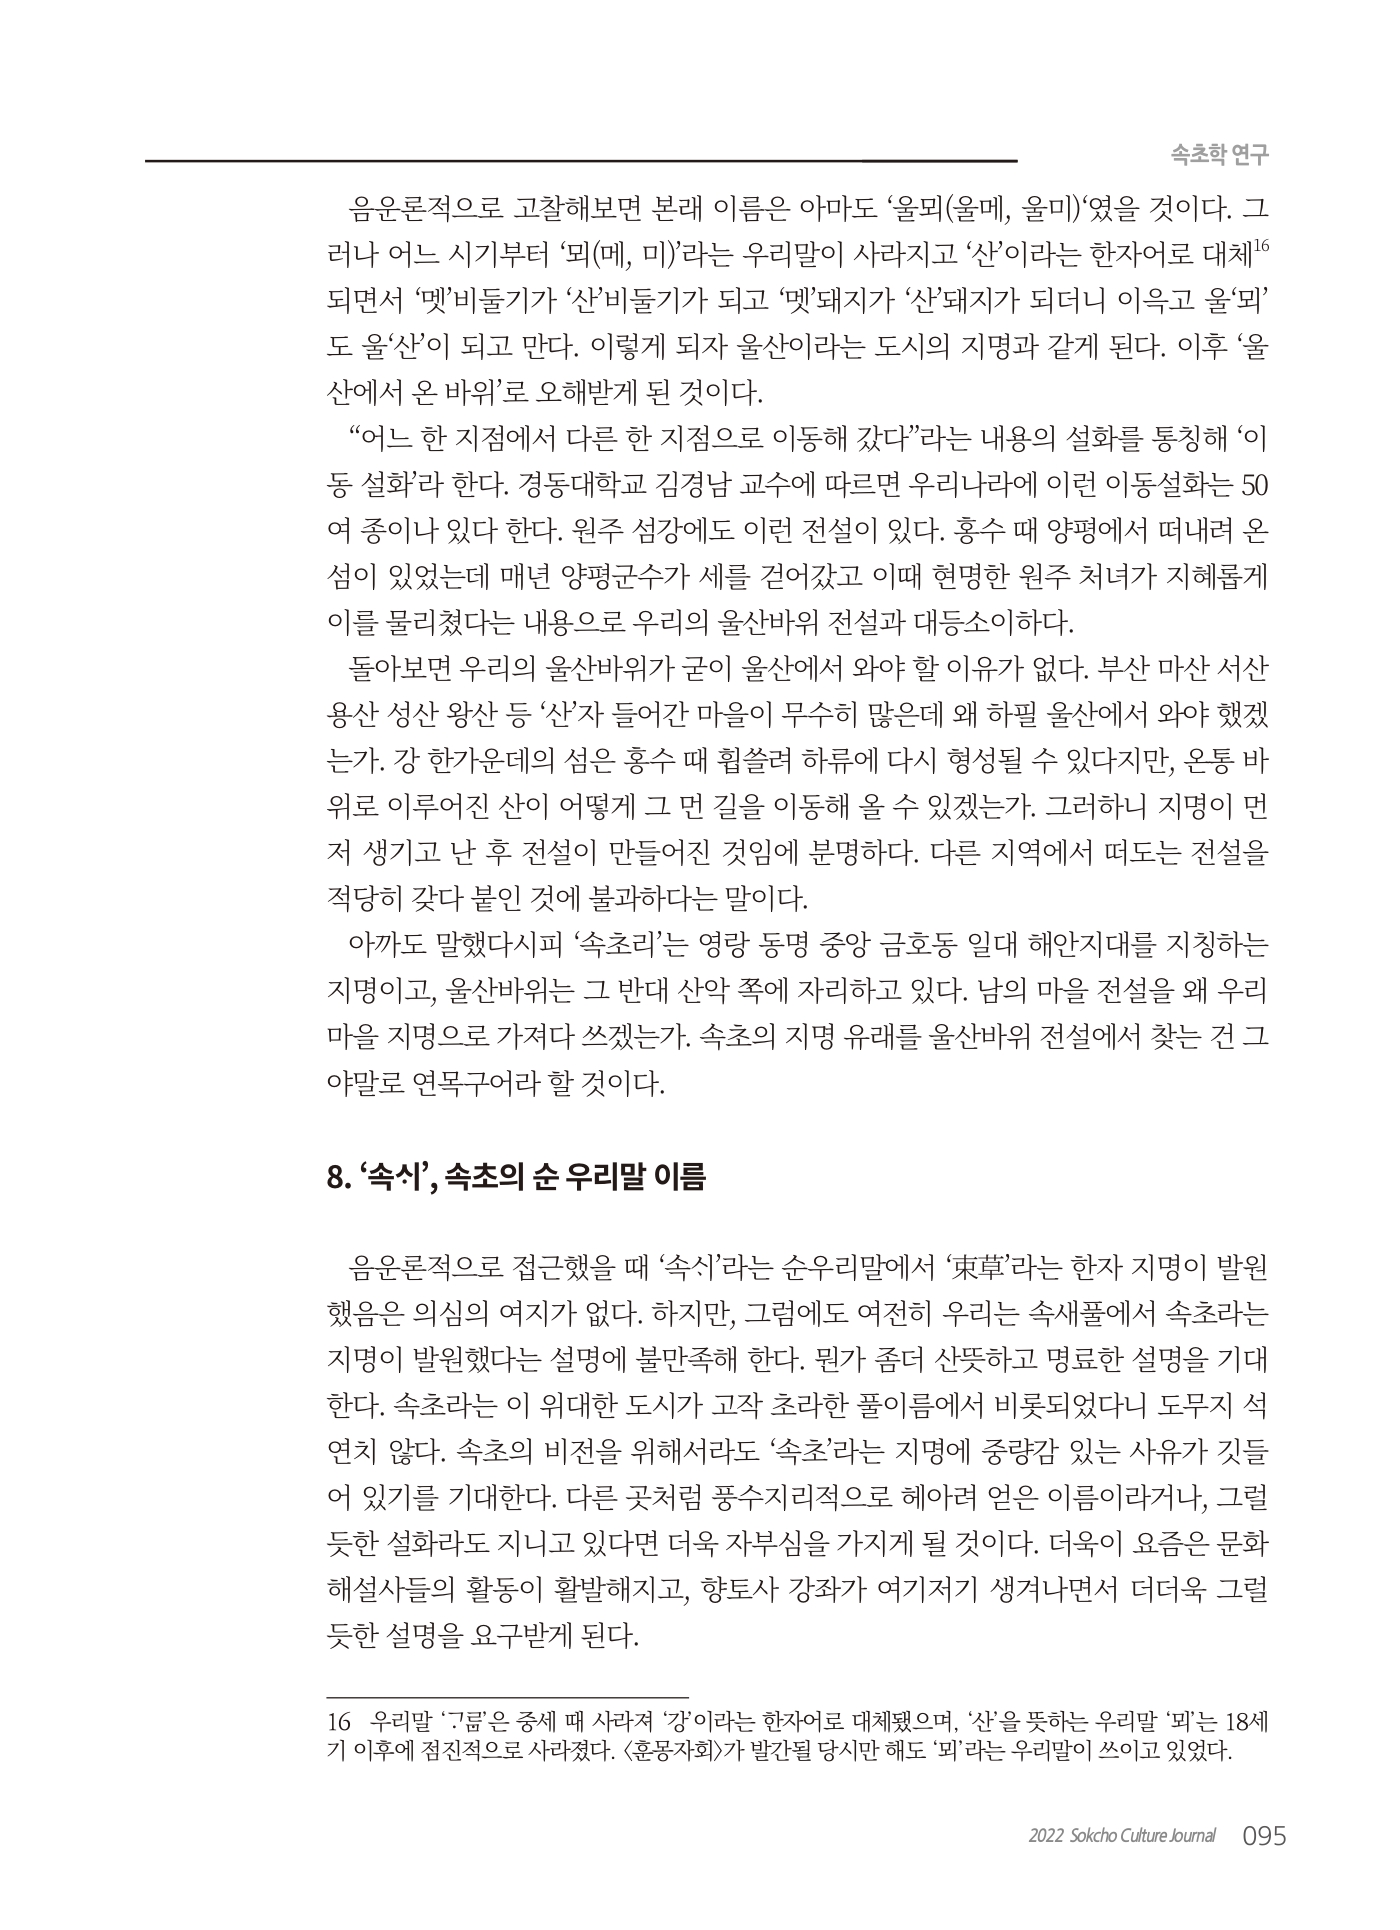 속초학 연구
음운론적으로 고찰해보면 본래 이름은 아마도 ‘울뫼(울메, 울미)‘였을 것이다. 그
러나 어느 시기부터 ‘뫼(메, 미)’라는 우리말이 사라지고 ‘산’이라는 한자어로 대체16
되면서 ‘멧’비둘기가 ‘산’비둘기가 되고 ‘멧’돼지가 ‘산’돼지가 되더니 이윽고 울‘뫼’
도 울‘산’이 되고 만다. 이렇게 되자 울산이라는 도시의 지명과 같게 된다. 이후 ‘울
산에서 온 바위’로 오해받게 된 것이다.
“어느 한 지점에서 다른 한 지점으로 이동해 갔다”라는 내용의 설화를 통칭해 ‘이
동 설화’라 한다. 경동대학교 김경남 교수에 따르면 우리나라에 이런 이동설화는 50
여 종이나 있다 한다. 원주 섬강에도 이런 전설이 있다. 홍수 때 양평에서 떠내려 온
섬이 있었는데 매년 양평군수가 세를 걷어갔고 이때 현명한 원주 처녀가 지혜롭게
이를 물리쳤다는 내용으로 우리의 울산바위 전설과 대등소이하다.
돌아보면 우리의 울산바위가 굳이 울산에서 와야 할 이유가 없다. 부산 마산 서산
용산 성산 왕산 등 ‘산’자 들어간 마을이 무수히 많은데 왜 하필 울산에서 와야 했겠
는가. 강 한가운데의 섬은 홍수 때 휩쓸려 하류에 다시 형성될 수 있다지만, 온통 바
위로 이루어진 산이 어떻게 그 먼 길을 이동해 올 수 있겠는가. 그러하니 지명이 먼
저 생기고 난 후 전설이 만들어진 것임에 분명하다. 다른 지역에서 떠도는 전설을
적당히 갖다 붙인 것에 불과하다는 말이다.
아까도 말했다시피 ‘속초리’는 영랑 동명 중앙 금호동 일대 해안지대를 지칭하는
지명이고, 울산바위는 그 반대 산악 쪽에 자리하고 있다. 남의 마을 전설을 왜 우리
마을 지명으로 가져다 쓰겠는가. 속초의 지명 유래를 울산바위 전설에서 찾는 건 그
야말로 연목구어라 할 것이다.
8. ‘속ᄉᆡ’, 속초의 순 우리말 이름
음운론적으로 접근했을 때 ‘속ᄉᆡ’라는 순우리말에서 ‘束草’라는 한자 지명이 발원
했음은 의심의 여지가 없다. 하지만, 그럼에도 여전히 우리는 속새풀에서 속초라는
지명이 발원했다는 설명에 불만족해 한다. 뭔가 좀더 산뜻하고 명료한 설명을 기대
한다. 속초라는 이 위대한 도시가 고작 초라한 풀이름에서 비롯되었다니 도무지 석
연치 않다. 속초의 비전을 위해서라도 ‘속초’라는 지명에 중량감 있는 사유가 깃들
어 있기를 기대한다. 다른 곳처럼 풍수지리적으로 헤아려 얻은 이름이라거나, 그럴
듯한 설화라도 지니고 있다면 더욱 자부심을 가지게 될 것이다. 더욱이 요즘은 문화
해설사들의 활동이 활발해지고, 향토사 강좌가 여기저기 생겨나면서 더더욱 그럴
듯한 설명을 요구받게 된다.
16 우리말 ‘ᄀᆞᄅᆞᆷ’은 중세 때 사라져 ‘강’이라는 한자어로 대체됐으며, ‘산’을 뜻하는 우리말 ‘뫼’는 18세
기 이후에 점진적으로 사라졌다. 〈훈몽자회〉가 발간될 당시만 해도 ‘뫼’라는 우리말이 쓰이고 있었다.
2022 Sokcho Culture Journal 095